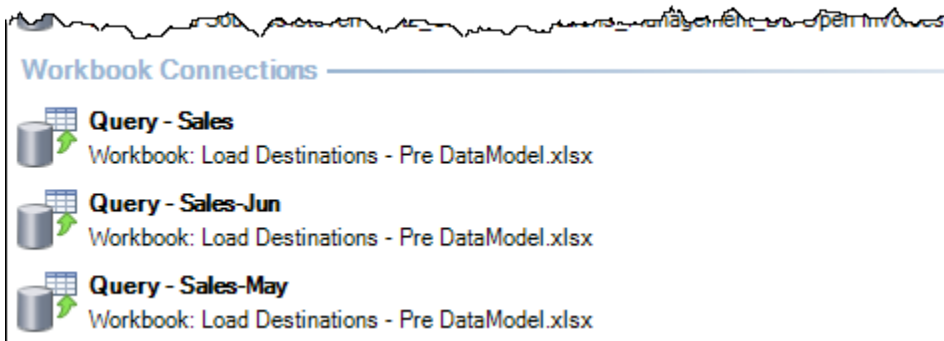 Workbook Connections
Query - Sales
Workbook: Load Destinations - Pre DataModel.xlsx
Query - Sales-Jun
Workbook: Load Destinations - Pre DataModel.xlsx
Query - Sales-May
Workbook: Load Destinations - Pre DataModel.xlsx